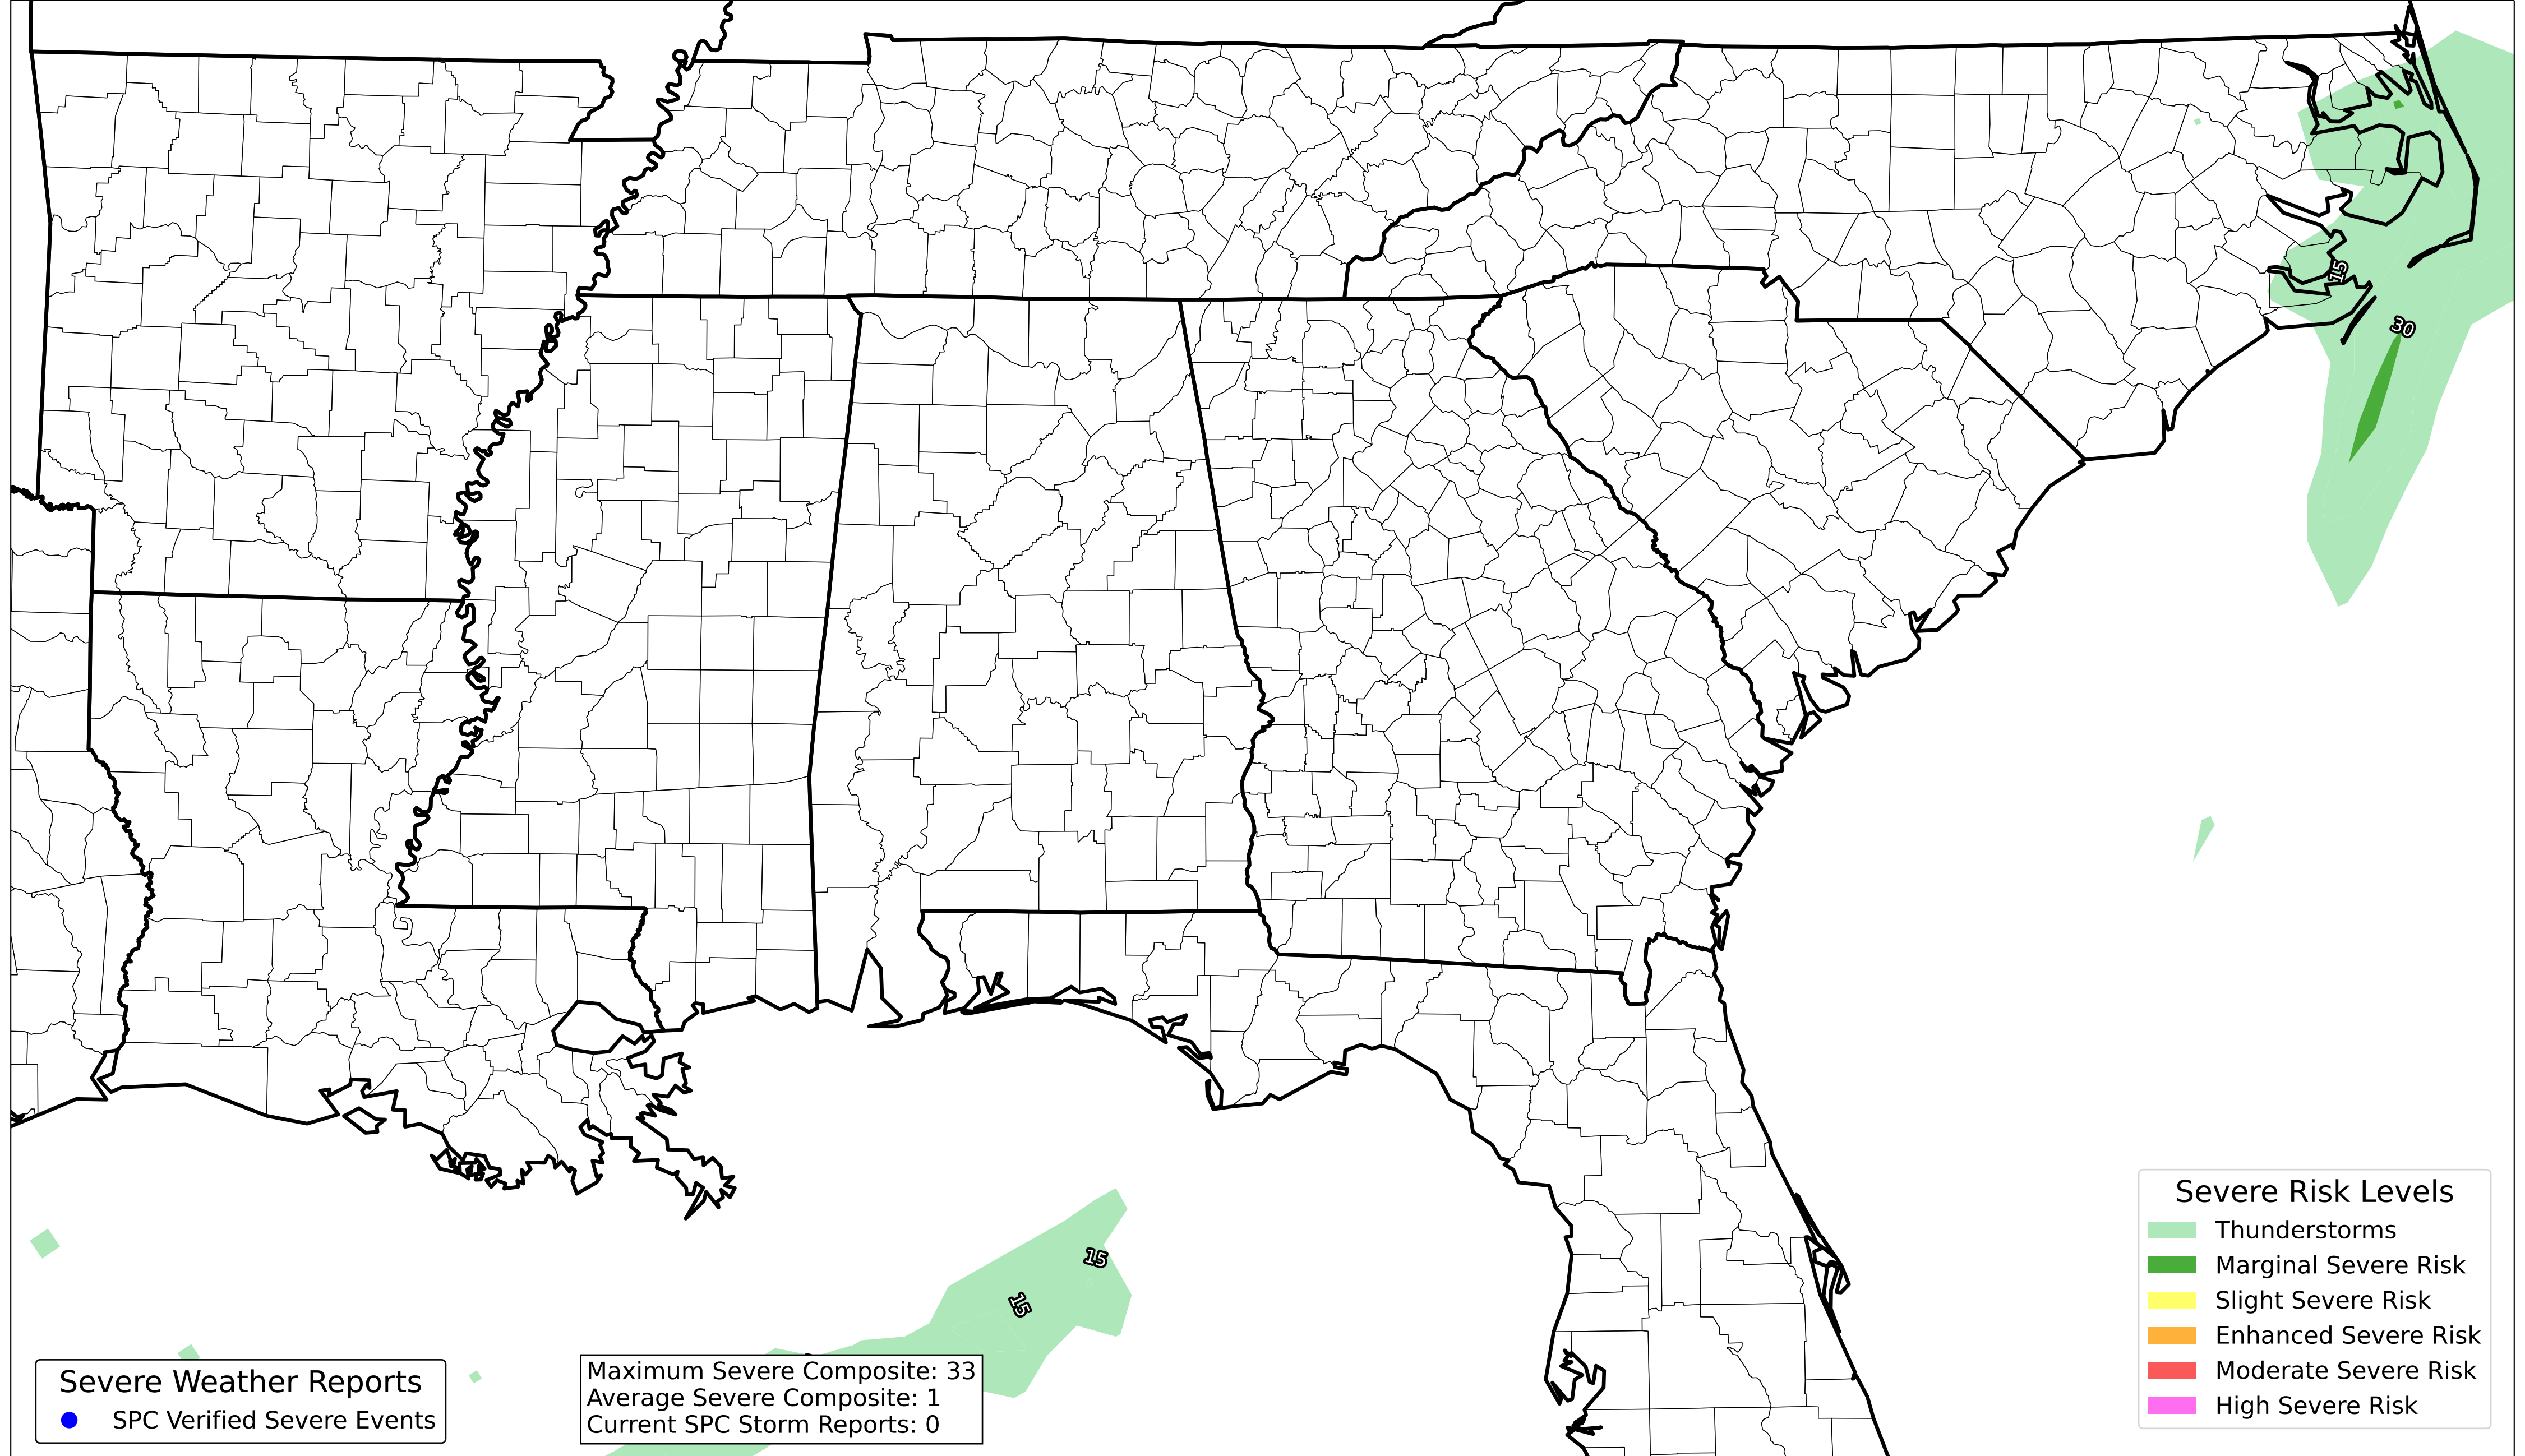 15
30
15
15
Severe Risk Levels
Thunderstorms
Marginal Severe Risk
Slight Severe Risk
Enhanced Severe Risk
Moderate Severe Risk
High Severe Risk
Severe Weather Reports
SPC Verified Severe Events
Maximum Severe Composite: 33
Average Severe Composite: 1
Current SPC Storm Reports: 0